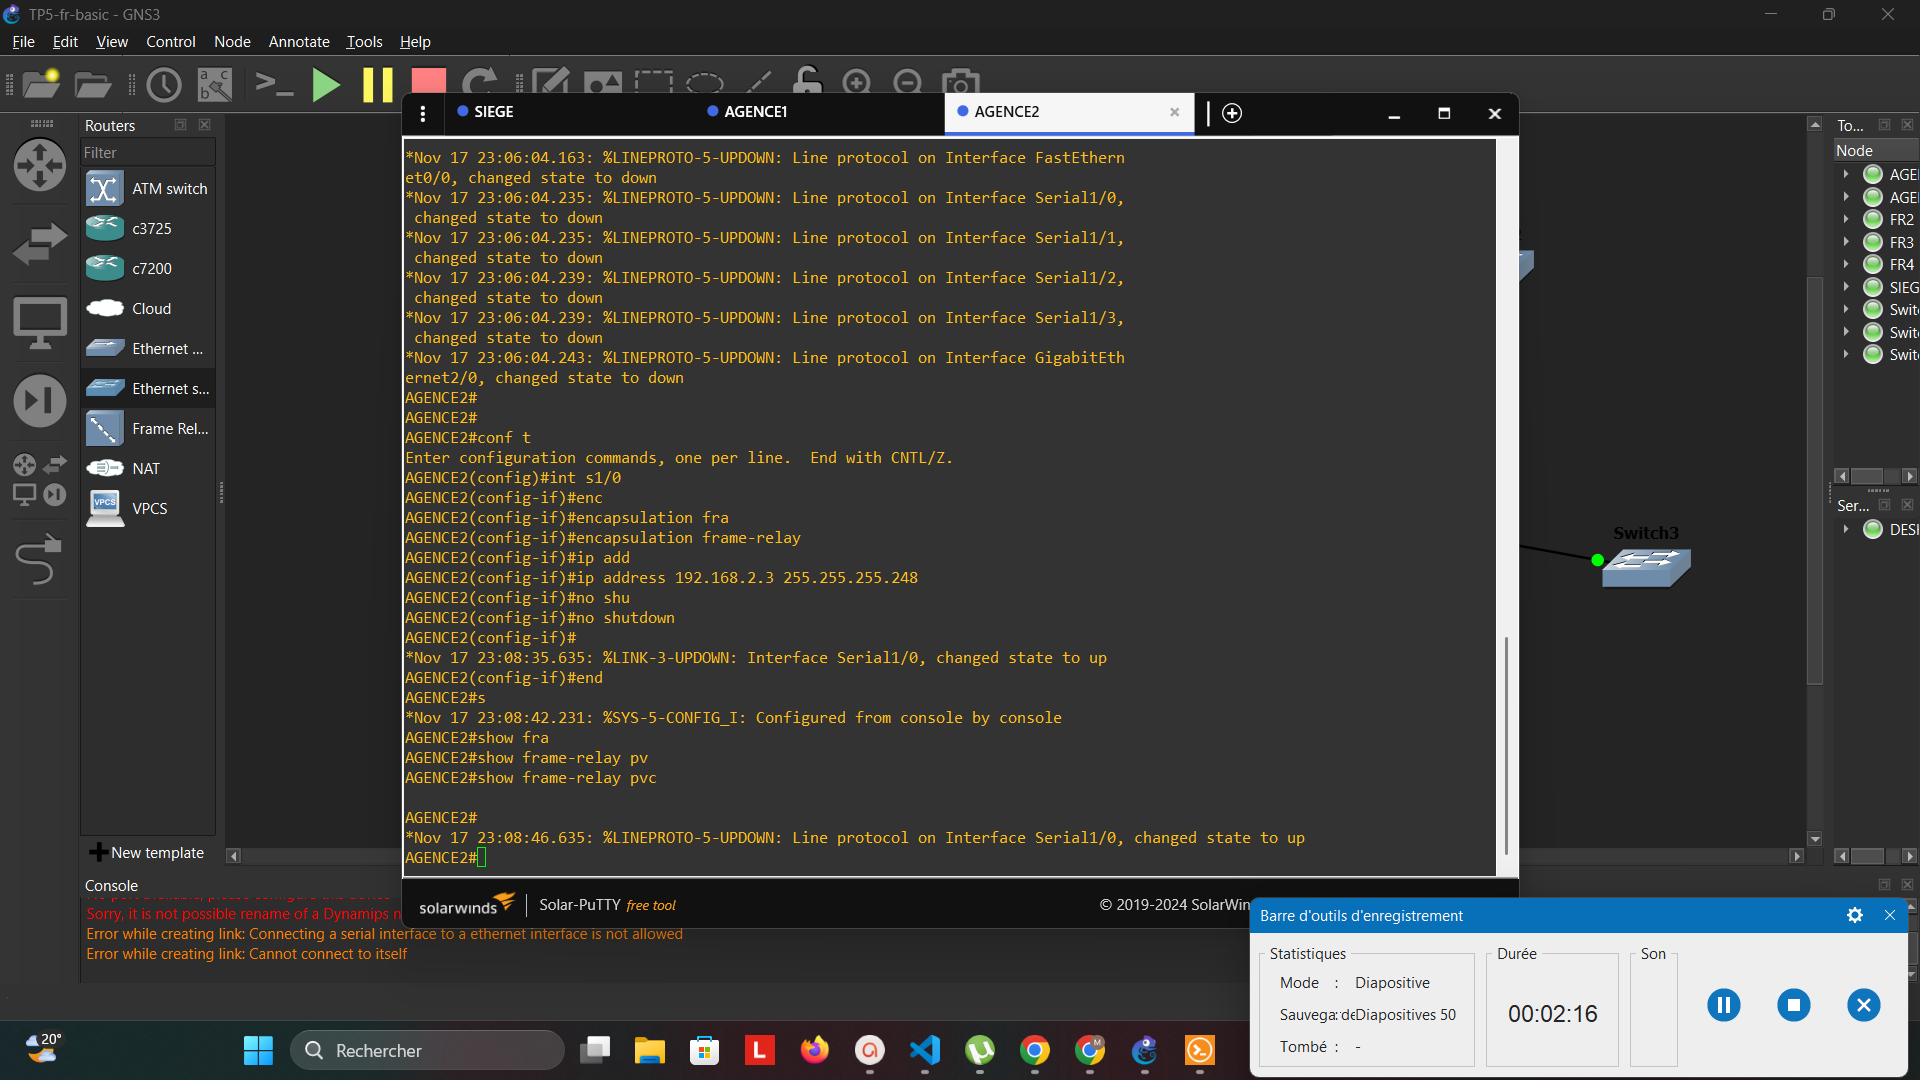 TP5-fr-basic - GNS3
File Edit View Control Node Annotate Tools Help
SIEGE
AGENCE1
AGENCE2
Routers
Filter
ATM switch
c3725
c7200
Cloud
Ethernet ...
Ethernet s...
Frame Rel...
NAT
VPCS
New template
*Nov 17 23:06:04.163: %LINEPROTO-5-UPDOWN: Line protocol on Interface FastEthern
et0/0, changed state to down
*Nov 17 23:06:04.235: %LINEPROTO-5-UPDOWN: Line protocol on Interface Serial1/0,
 changed state to down
*Nov 17 23:06:04.235: %LINEPROTO-5-UPDOWN: Line protocol on Interface Serial1/1,
 changed state to down
*Nov 17 23:06:04.239: %LINEPROTO-5-UPDOWN: Line protocol on Interface Serial1/2,
 changed state to down
*Nov 17 23:06:04.239: %LINEPROTO-5-UPDOWN: Line protocol on Interface Serial1/3,
 changed state to down
*Nov 17 23:06:04.243: %LINEPROTO-5-UPDOWN: Line protocol on Interface GigabitEth
ernet2/0, changed state to down
AGENCE2#
AGENCE2#
AGENCE2#conf t
Enter configuration commands, one per line.  End with CNTL/Z.
AGENCE2(config)#int s1/0
AGENCE2(config-if)#enc
AGENCE2(config-if)#encapsulation fra
AGENCE2(config-if)#encapsulation frame-relay
AGENCE2(config-if)#ip add
AGENCE2(config-if)#ip address 192.168.2.3 255.255.255.248
AGENCE2(config-if)#no shu
AGENCE2(config-if)#no shutdown
AGENCE2(config-if)#
*Nov 17 23:08:35.635: %LINK-3-UPDOWN: Interface Serial1/0, changed state to up
AGENCE2(config-if)#end
AGENCE2#s
*Nov 17 23:08:42.231: %SYS-5-CONFIG_I: Configured from console by console
AGENCE2#show fra
AGENCE2#show frame-relay pv
AGENCE2#show frame-relay pvc
AGENCE2#
*Nov 17 23:08:46.635: %LINEPROTO-5-UPDOWN: Line protocol on Interface Serial1/0, changed state to up
AGENCE2#
solarwinds
Solar-PuTTY free tool
© 2019-2024 SolarWin
To...
Node
AGE
AGE
FR2
FR3
FR4
SIEG
Swit
Swit
Swit
Ser...
DES
Switch3
Console
Sorry, it is not possible rename of a Dynamips n
Error while creating link: Connecting a serial interface to a ethernet interface is not allowed
Error while creating link: Cannot connect to itself
Barre d'outils d'enregistrement
Statistiques
Mode : Diapositive
Sauvega: de Diapositives 50
Tombé : -
Durée
00:02:16
Son
20°
Rechercher